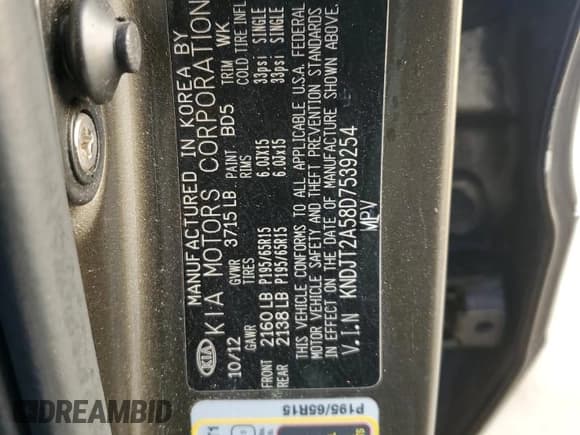 MANUFACTURED IN KOREA BY
KIA KIA MOTORS CORPORATION
10/12 GVWR 3715 LB PAINT BD5 TRIM WK
GAWR TIRES RIMS COLD TIRE INFL
FRONT 2160 LB P195/65R15 6.0JX15 33psi SINGLE
REAR 2138 LB P195/65R15 6.0JX15 33psi SINGLE
THIS VEHICLE CONFORMS TO ALL APPLICABLE U.S.A. FEDERAL
MOTOR VEHICLE SAFETY AND THEFT PREVENTION STANDARDS
IN EFFECT ON THE DATE OF MANUFACTURE SHOWN ABOVE.
V.I.N KNDJT2A58D7539254
MPV
P195/65R15
DREAMBID